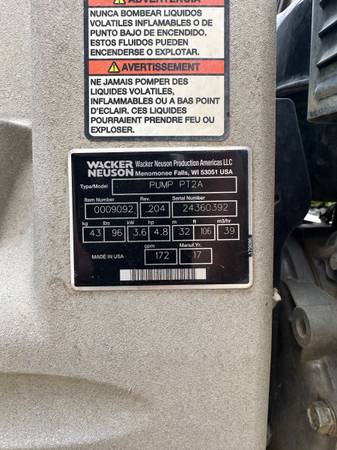 ADVERTENCIA
NUNCA BOMBEAR LIQUIDOS
VOLATILES INFLAMABLES O DE
PUNTO BAJO DE ENCENDIDO.
ESTOS FLUIDOS PUEDEN
ENCENDERSE O EXPLOTAR.
AVERTISSEMENT
NE JAMAIS POMPER DES
LIQUIDES VOLATILES,
INFLAMMABLES OU A BAS POINT
D'ECLAIR. CES LIQUIDES
POURRAIENT PRENDRE FEU OU
EXPLOSER.
WACKER NEUSON
Wacker Neuson Production Americas LLC
Menomonee Falls, WI 53051 USA
Type/Model PUMP PT2A
Item Number Rev. Serial Number
0009092 204 24360392
kg lb kW hp m ft m3/hr
43 96 3.6 4.8 32 106 39
gpm Manuf.Yr.
MADE IN USA 172 17